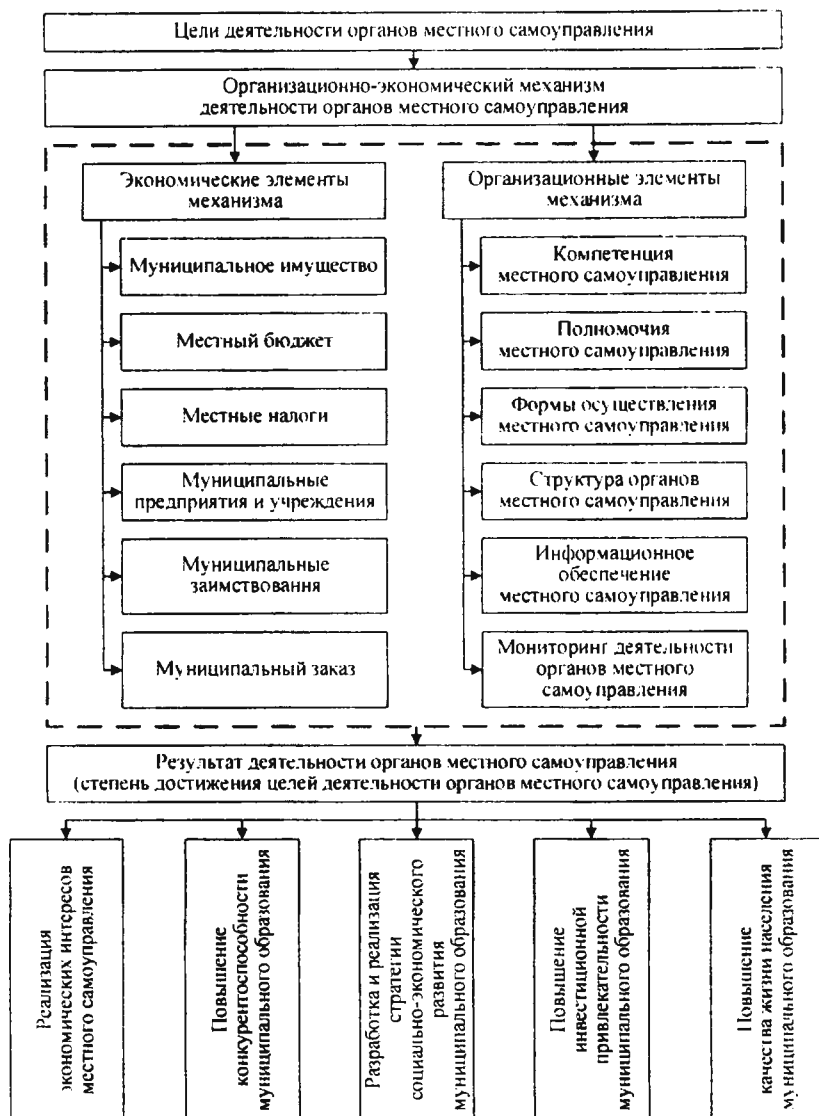 Цели деятельности органов местного самоуправления
Организационно-экономический механизм
деятельности органов местного самоуправления
Экономические элементы
механизма
Муниципальное имущество
Местный бюджет
Местные налоги
Муниципальные
предприятия и учреждения
Муниципальные
заимствования
Муниципальный заказ
Организационные элементы
механизма
Компетенция
местного самоуправления
Полномочия
местного самоуправления
Формы осуществления
местного самоуправления
Структура органов
местного самоуправления
Информационное
обеспечение
местного самоуправления
Мониторинг деятельности
органов местного
самоуправления
Результат деятельности органов местного самоуправления
(степень достижения целей деятельности органов местного самоуправления)
Реализация
экономических интересов
местного самоуправления
Повышение
конкурентоспособности
муниципального образования
Разработка и реализация
стратегии
социально-экономического
развития
муниципального образования
Повышение
инвестиционной
привлекательности
муниципального образования
Повышение
качества жизни населения
муниципального образования